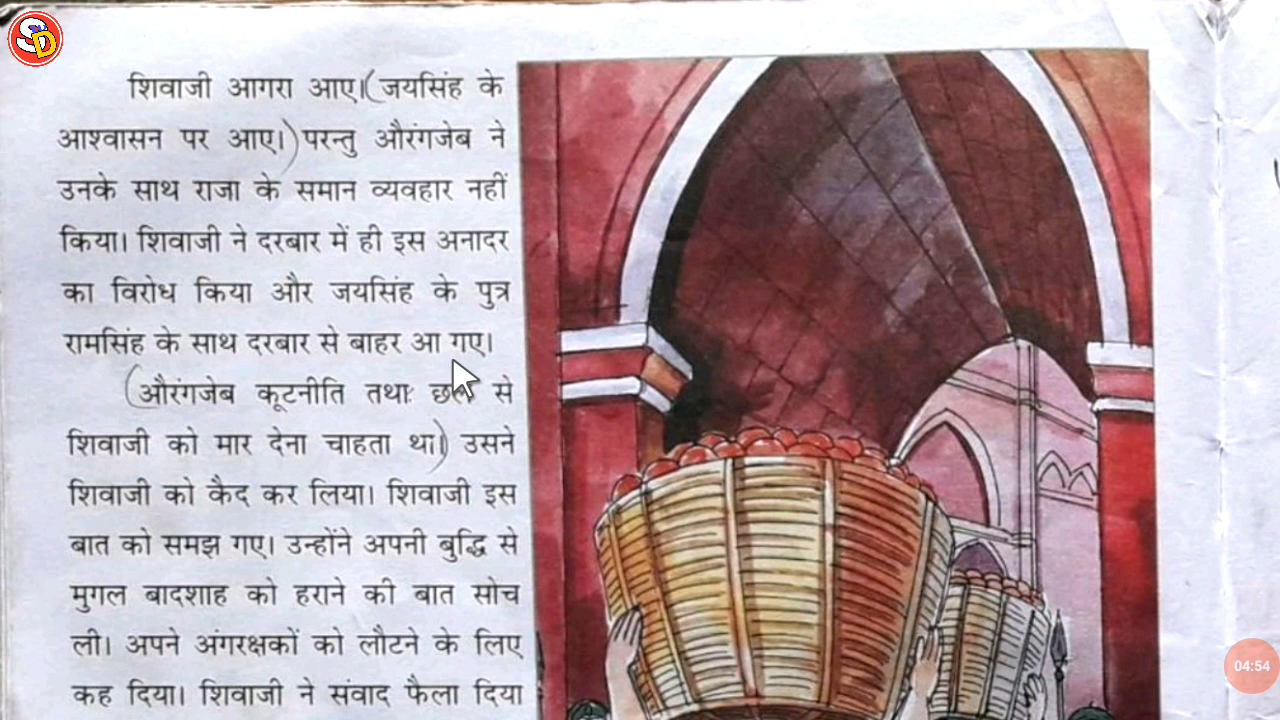 SD
शिवाजी आगरा आए।(जयसिंह के
आश्वासन पर आए।) परन्तु औरंगजेब ने
उनके साथ राजा के समान व्यवहार नहीं
किया। शिवाजी ने दरबार में ही इस अनादर
का विरोध किया और जयसिंह के पुत्र
रामसिंह के साथ दरबार से बाहर आ गए।
(औरंगजेब कूटनीति तथा छल से
शिवाजी को मार देना चाहता था।) उसने
शिवाजी को कैद कर लिया। शिवाजी इस
बात को समझ गए। उन्होंने अपनी बुद्धि से
मुगल बादशाह को हराने की बात सोच
ली। अपने अंगरक्षकों को लौटने के लिए
कह दिया। शिवाजी ने संवाद फैला दिया
04:54